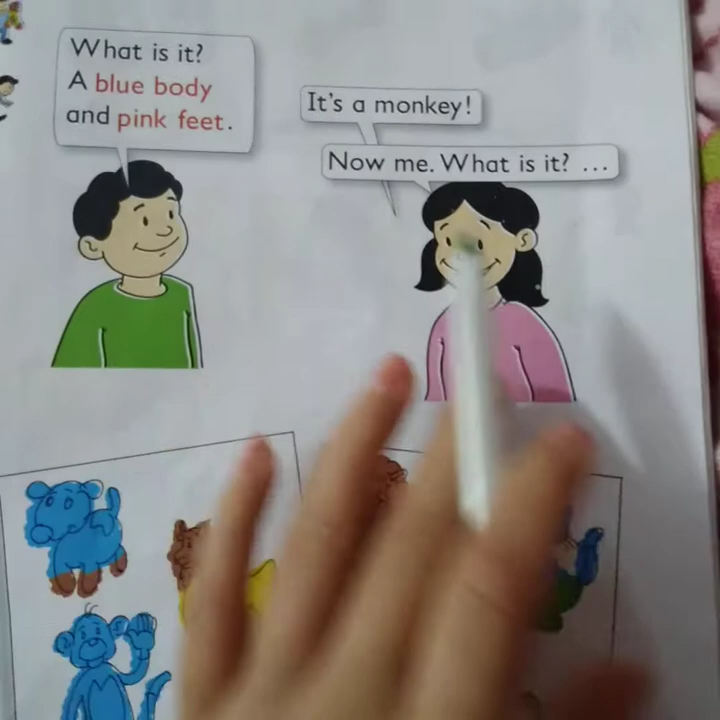 What is it?
A blue body
and pink feet.
It's a monkey!
Now me. What is it? ...